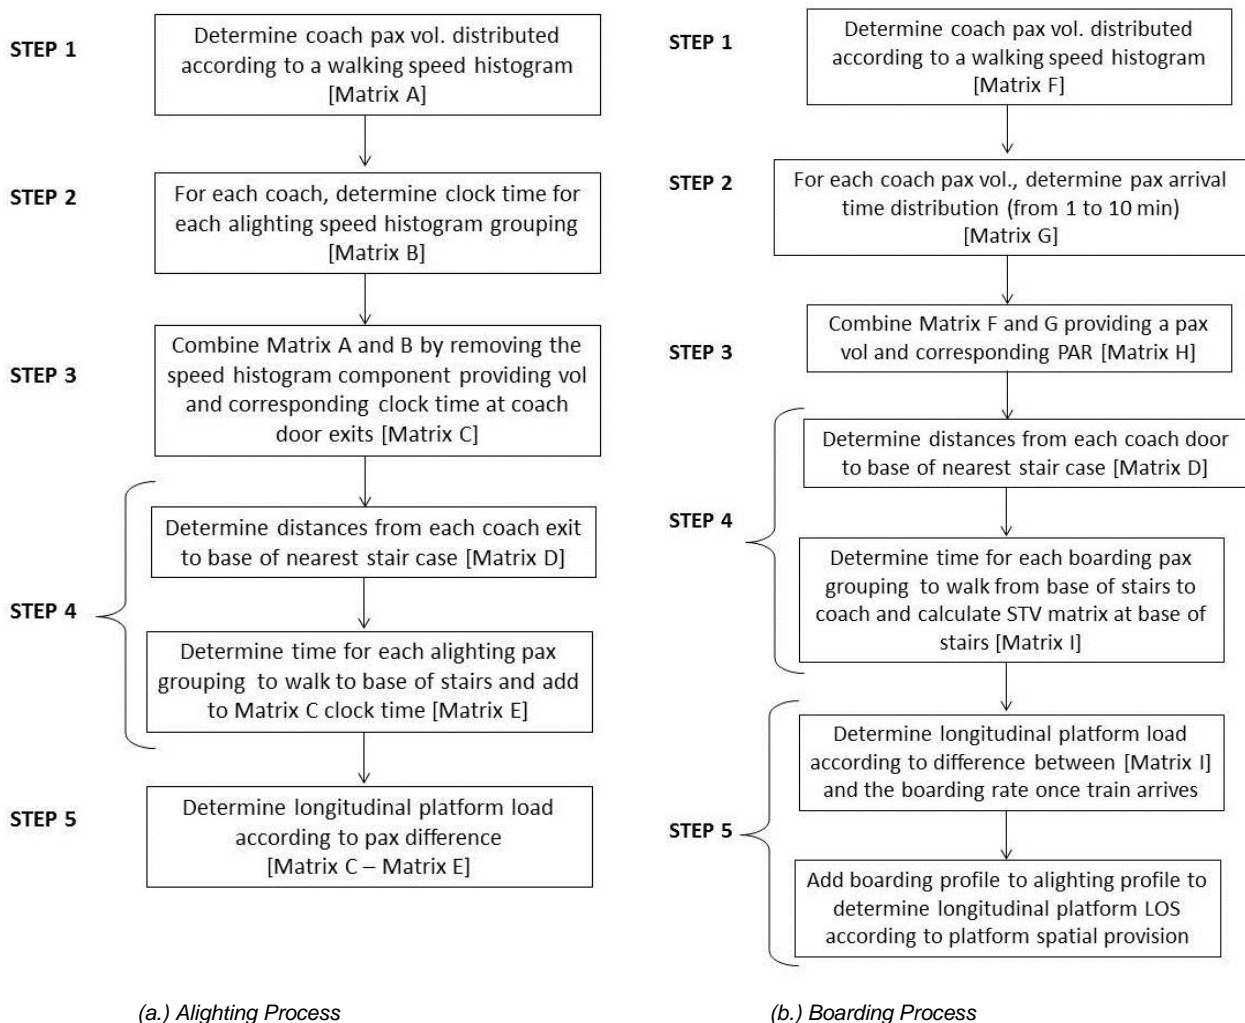 STEP 1
Determine coach pax vol. distributed
according to a walking speed histogram
[Matrix A]
STEP 2
For each coach, determine clock time for
each alighting speed histogram grouping
[Matrix B]
STEP 3
Combine Matrix A and B by removing the
speed histogram component providing vol
and corresponding clock time at coach
door exits [Matrix C]
STEP 4
Determine distances from each coach exit
to base of nearest stair case [Matrix D]
Determine time for each alighting pax
grouping to walk to base of stairs and add
to Matrix C clock time [Matrix E]
STEP 5
Determine longitudinal platform load
according to pax difference
[Matrix C – Matrix E]
(a.) Alighting Process
STEP 1
Determine coach pax vol. distributed
according to a walking speed histogram
[Matrix F]
STEP 2
For each coach pax vol., determine pax arrival
time distribution (from 1 to 10 min)
[Matrix G]
STEP 3
Combine Matrix F and G providing a pax
vol and corresponding PAR [Matrix H]
STEP 4
Determine distances from each coach door
to base of nearest stair case [Matrix D]
Determine time for each boarding pax
grouping to walk from base of stairs to
coach and calculate STV matrix at base of
stairs [Matrix I]
STEP 5
Determine longitudinal platform load
according to difference between [Matrix I]
and the boarding rate once train arrives
Add boarding profile to alighting profile to
determine longitudinal platform LOS
according to platform spatial provision
(b.) Boarding Process